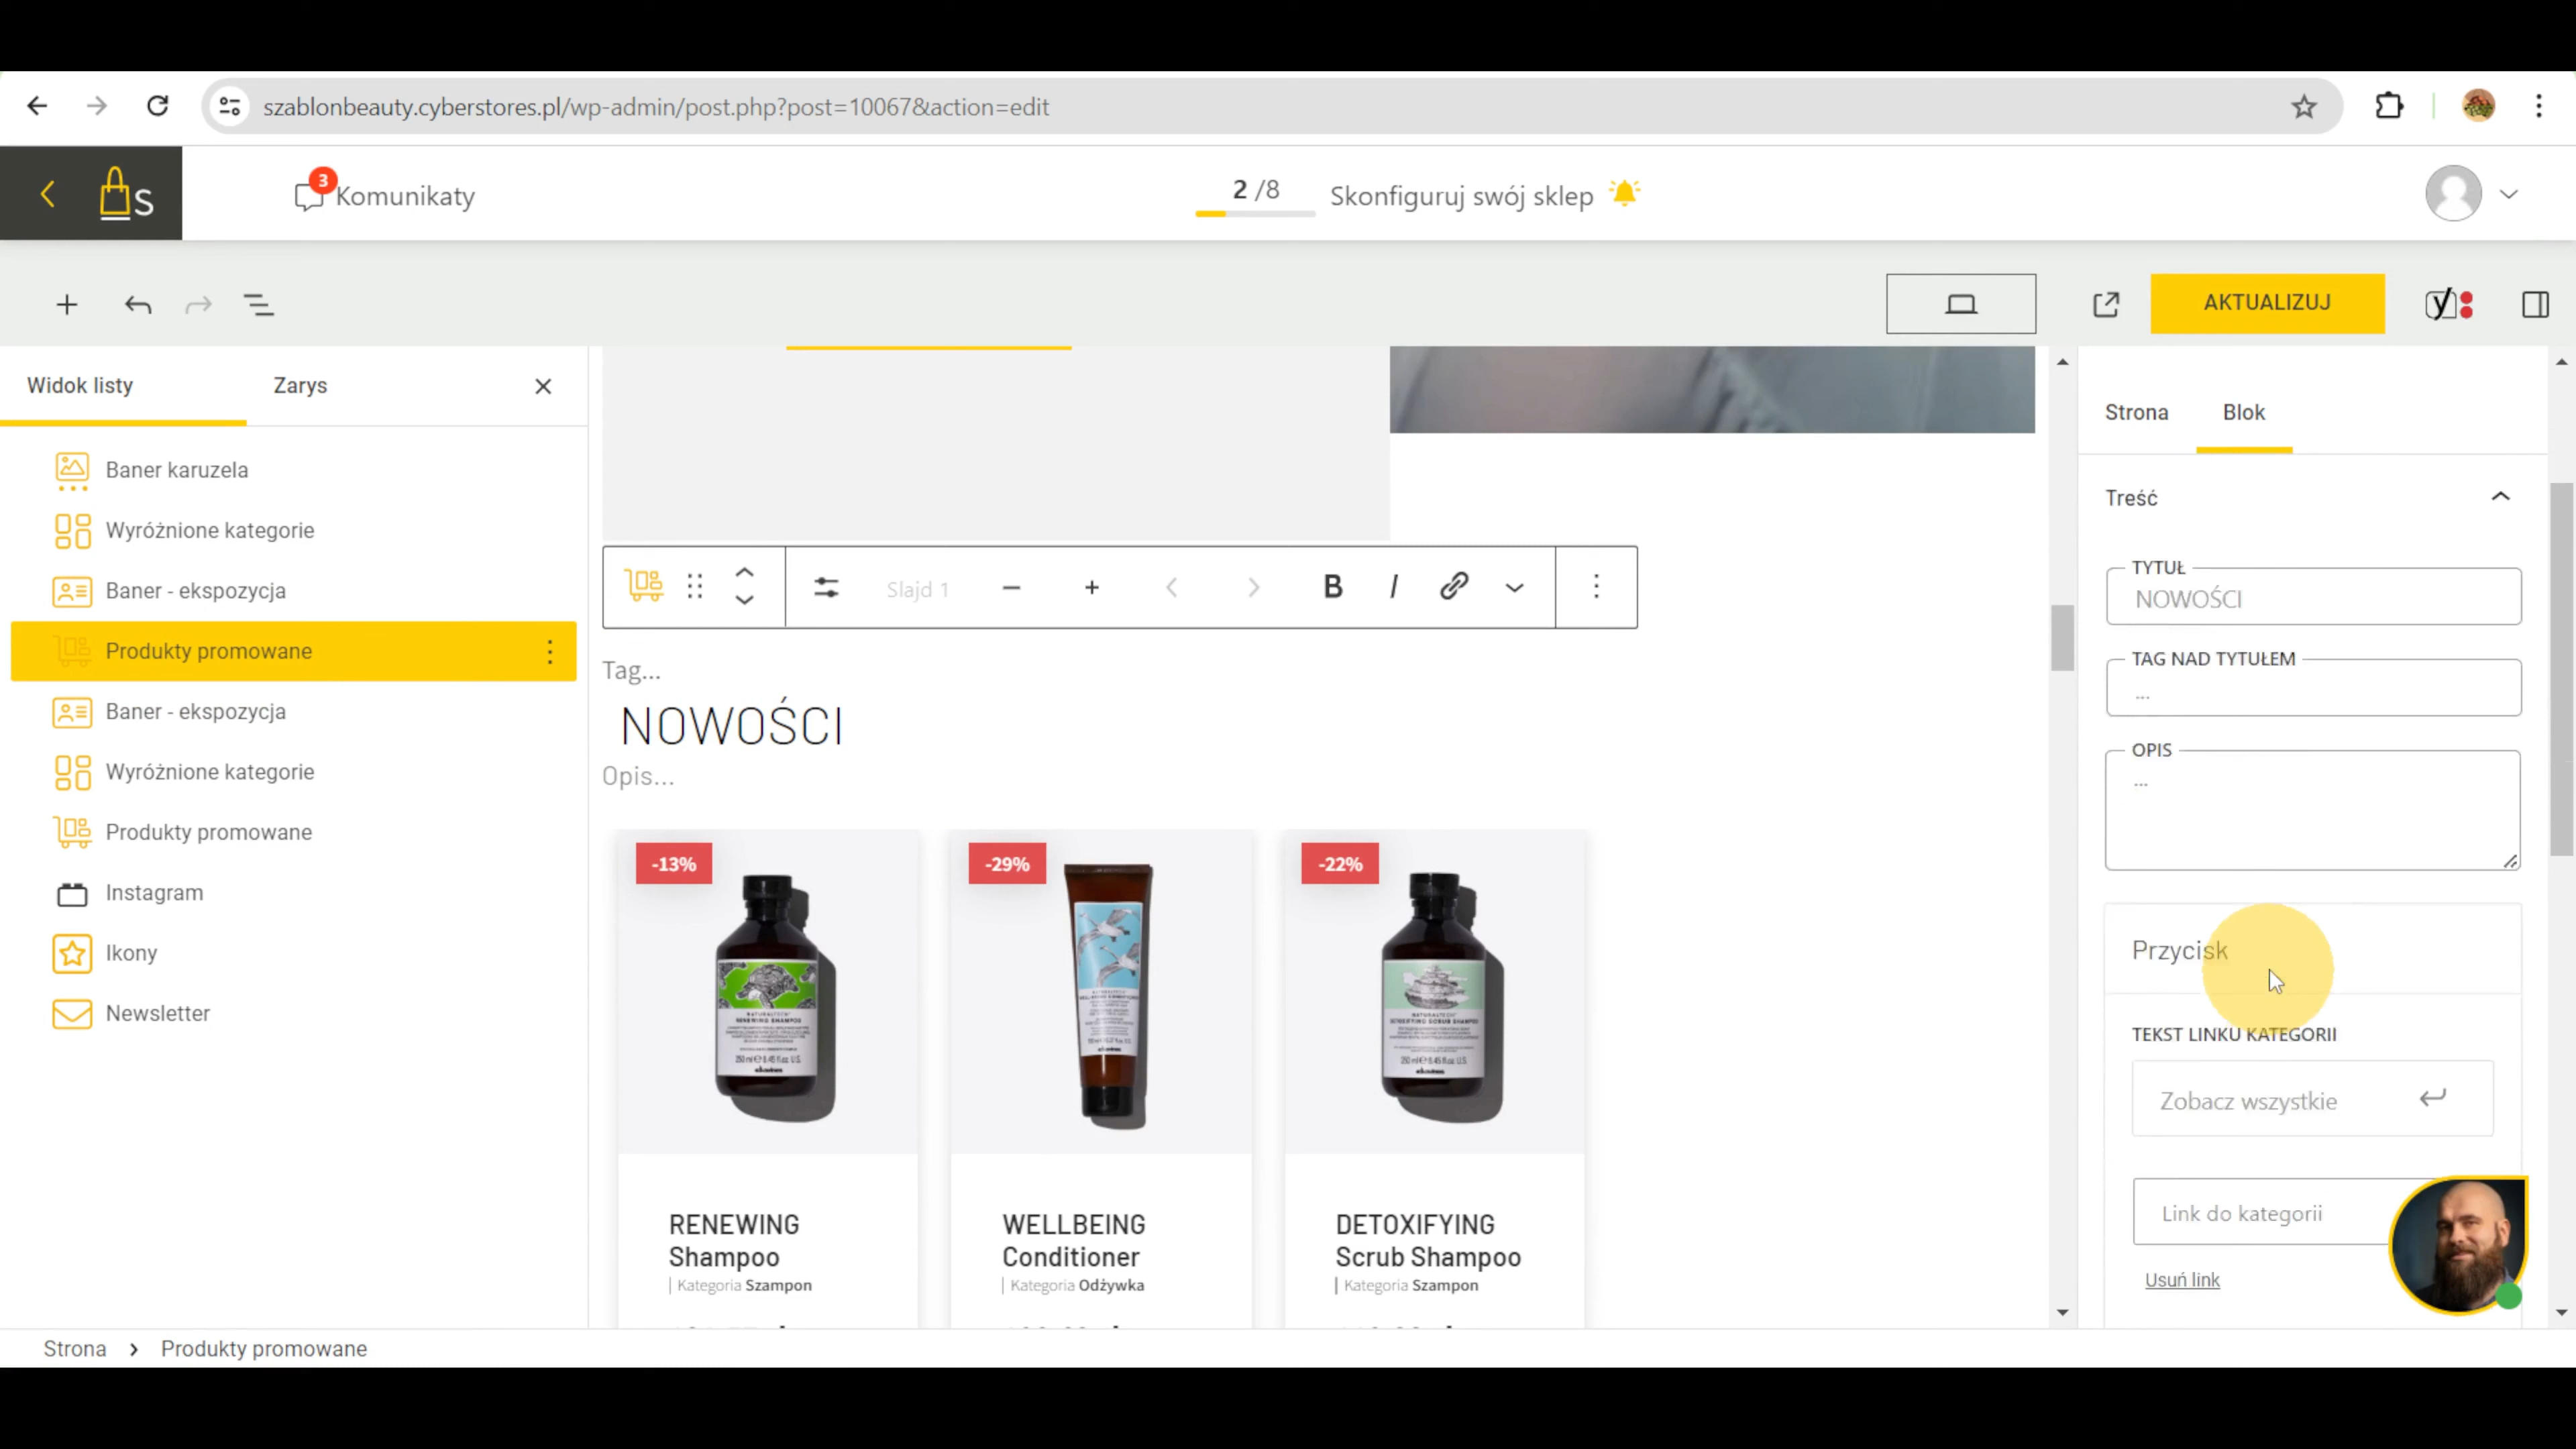 szablonbeauty.cyberstores.pl/wp-admin/post.php?post=10067&action=edit
S
3
Komunikaty
2 /8
Skonfiguruj swój sklep
AKTUALIZUJ
Widok listy
Zarys
Baner karuzela
Wyróżnione kategorie
Baner - ekspozycja
Produkty promowane
Baner - ekspozycja
Wyróżnione kategorie
Produkty promowane
Instagram
Ikony
Newsletter
Slajd 1
B
I
Tag...
NOWOŚCI
Opis...
-13%
-29%
-22%
RENEWING SHAMPOO
RENEWING
Shampoo
| Kategoria Szampon
WELLBEING
Conditioner
| Kategoria Odżywka
DETOXIFYING
Scrub Shampoo
| Kategoria Szampon
Strona
Blok
Treść
TYTUŁ
NOWOŚCI
TAG NAD TYTUŁEM
...
OPIS
...
Przycisk
TEKST LINKU KATEGORII
Zobacz wszystkie
Link do kategorii
Usuń link
Strona > Produkty promowane